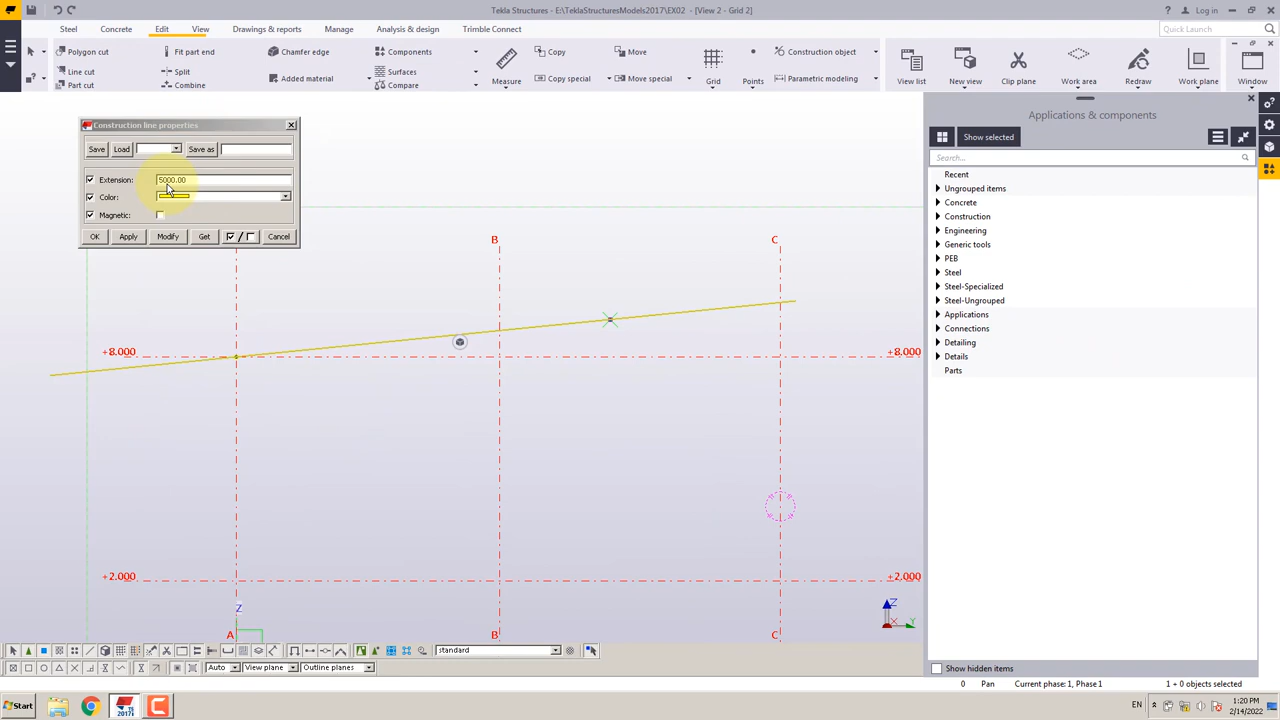 Tekla Structures - E:\TeklaStructuresModels2017\EX02 - [View 2 - Grid 2]
Log in
Steel Concrete Edit View Drawings & reports Manage Analysis & design Trimble Connect
Quick Launch
Polygon cut Fit part end Chamfer edge Components Copy Move Construction object
Line cut Split Added material Surfaces Copy special Move special Parametric modeling
Part cut Combine Compare
Measure Grid Points View list New view Clip plane Work area Redraw Work plane Window
Construction line properties
Save Load Save as
Extension: 5000.00
Color:
Magnetic:
OK Apply Modify Get / Cancel
Applications & components
Show selected
Search...
Recent
Ungrouped items
Concrete
Construction
Engineering
Generic tools
PEB
Steel
Steel-Specialized
Steel-Ungrouped
Applications
Connections
Detailing
Details
Parts
B C
+8.000 +8.000
+2.000 +2.000
Z
A B C
Z
X Y
standard
Auto View plane Outline planes
Show hidden items
0 Pan Current phase: 1, Phase 1 1 + 0 objects selected
Start
2017i
EN
1:20 PM
2/14/2022